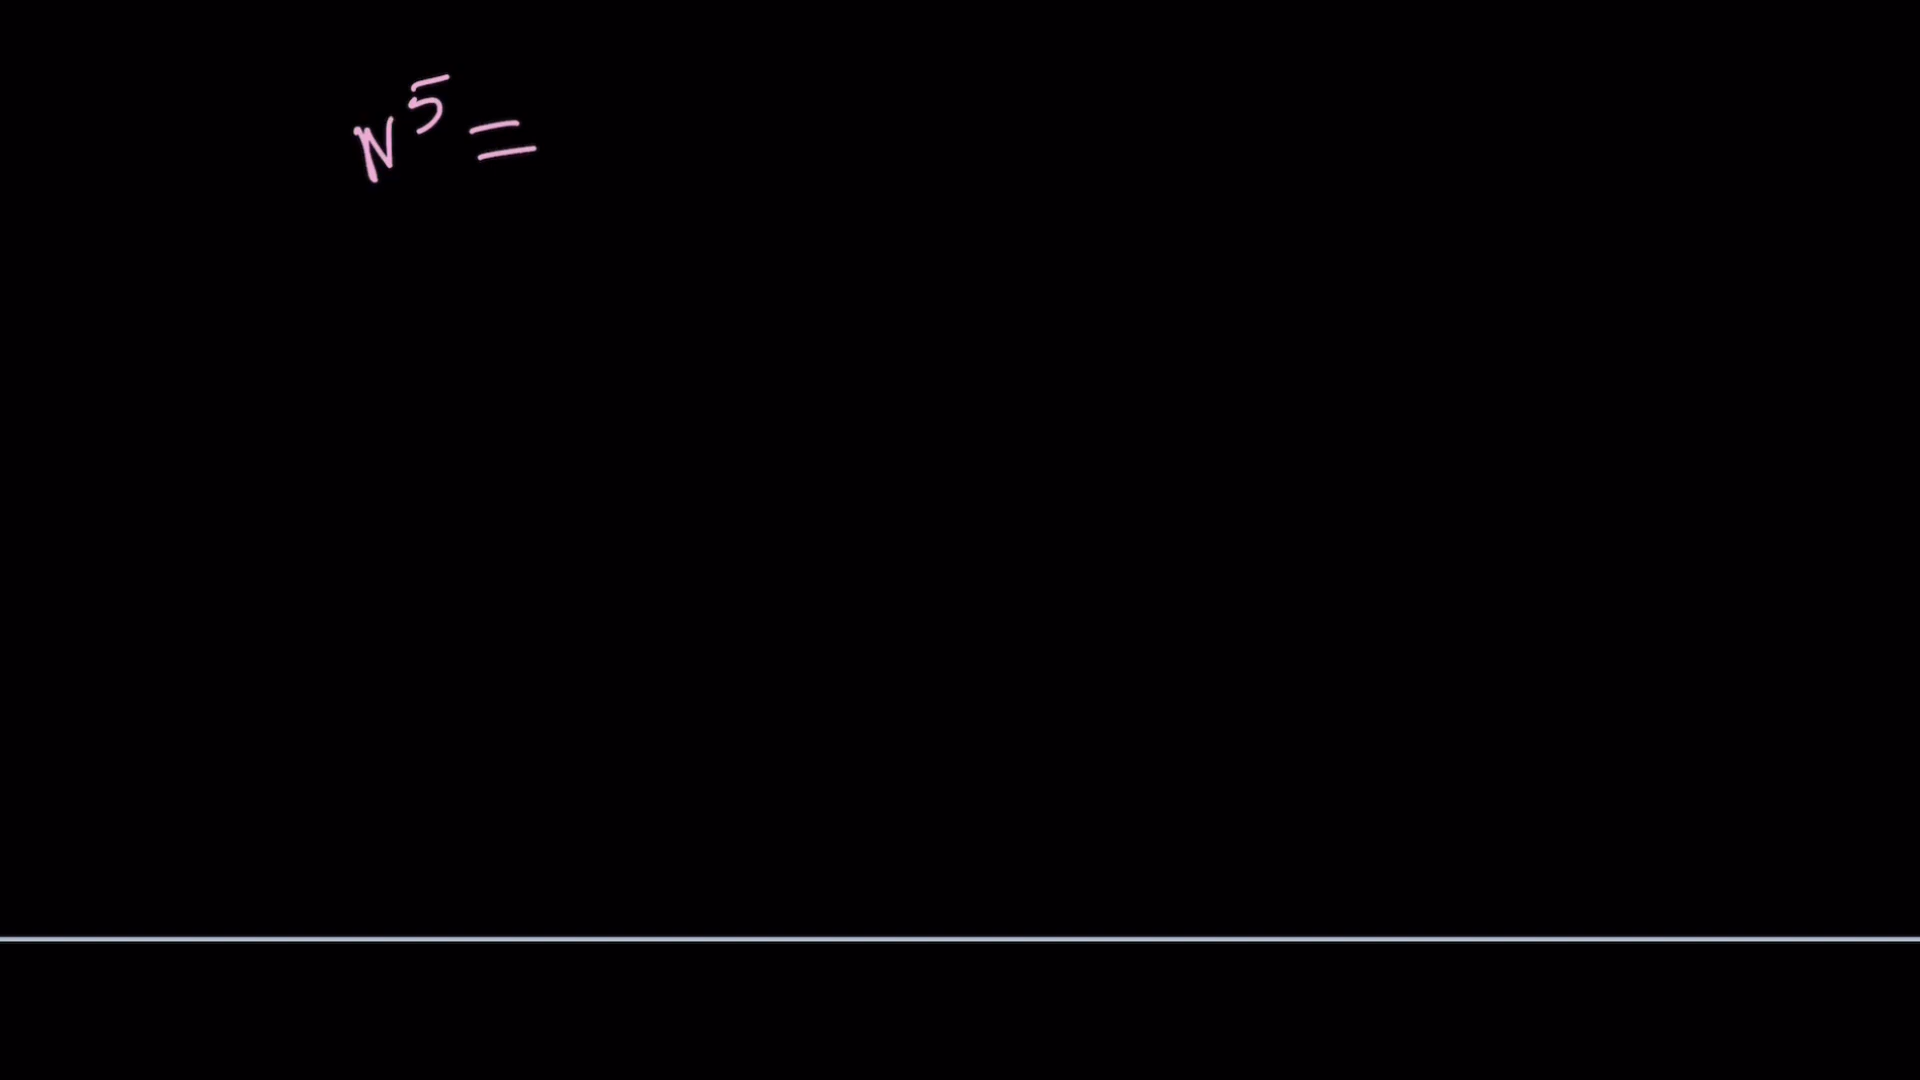 N⁵ =